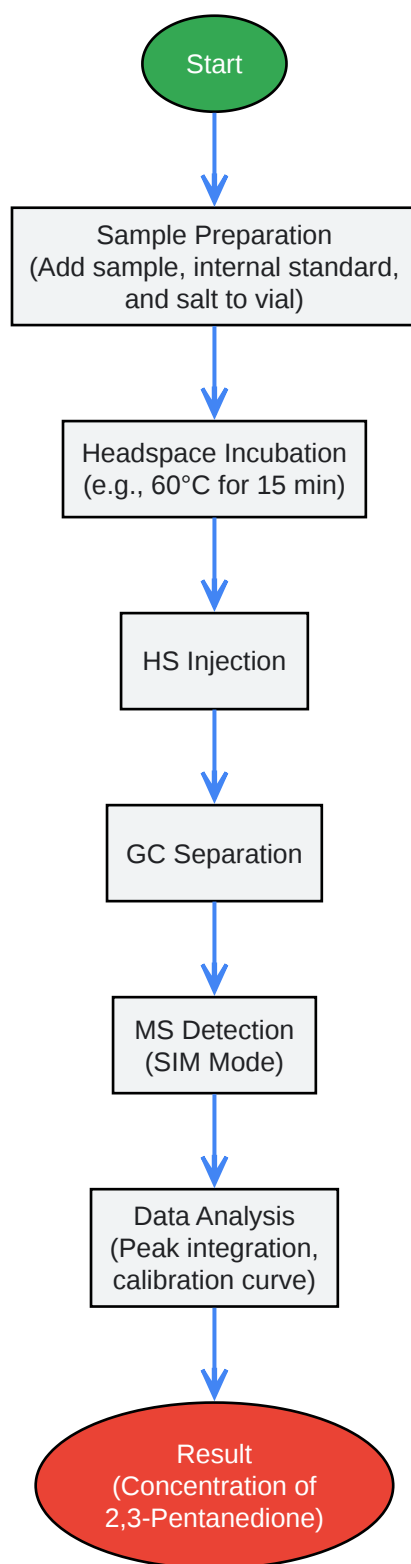 Start
Sample Preparation
(Add sample, internal standard,
and salt to vial)
Headspace Incubation
(e.g., 60°C for 15 min)
HS Injection
GC Separation
MS Detection
(SIM Mode)
Data Analysis
(Peak integration,
calibration curve)
Result
(Concentration of
2,3-Pentanedione)